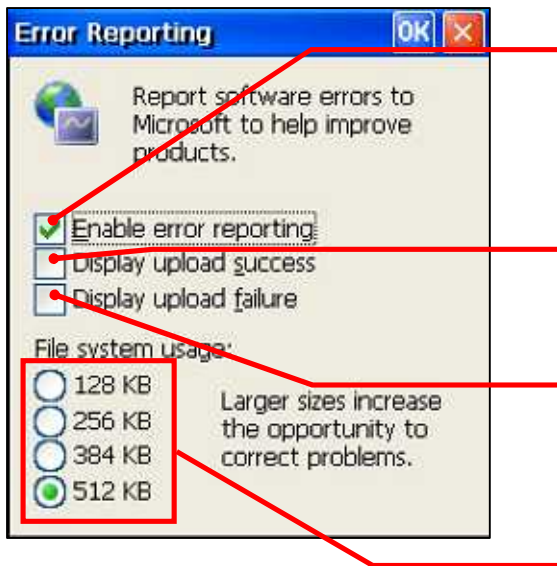 Error Reporting OK
Report software errors to
Microsoft to help improve
products.
Enable error reporting
Display upload success
Display upload failure
File system usage:
128 KB
256 KB
384 KB
512 KB
Larger sizes increase
the opportunity to
correct problems.